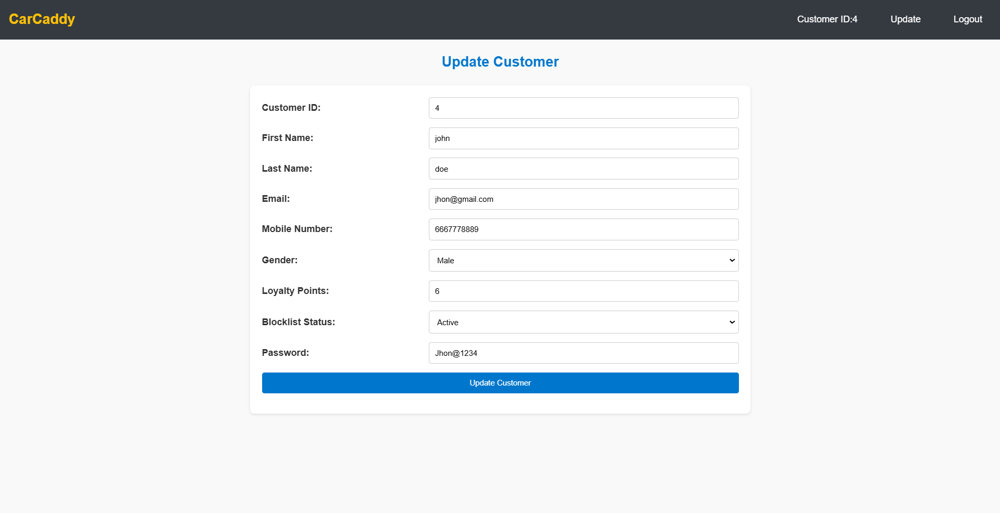 CarCaddy Customer ID:4 Update Logout
Update Customer
Customer ID: 4
First Name: john
Last Name: doe
Email: jhon@gmail.com
Mobile Number: 6667778889
Gender: Male
Loyalty Points: 6
Blocklist Status: Active
Password: Jhon@1234
Update Customer